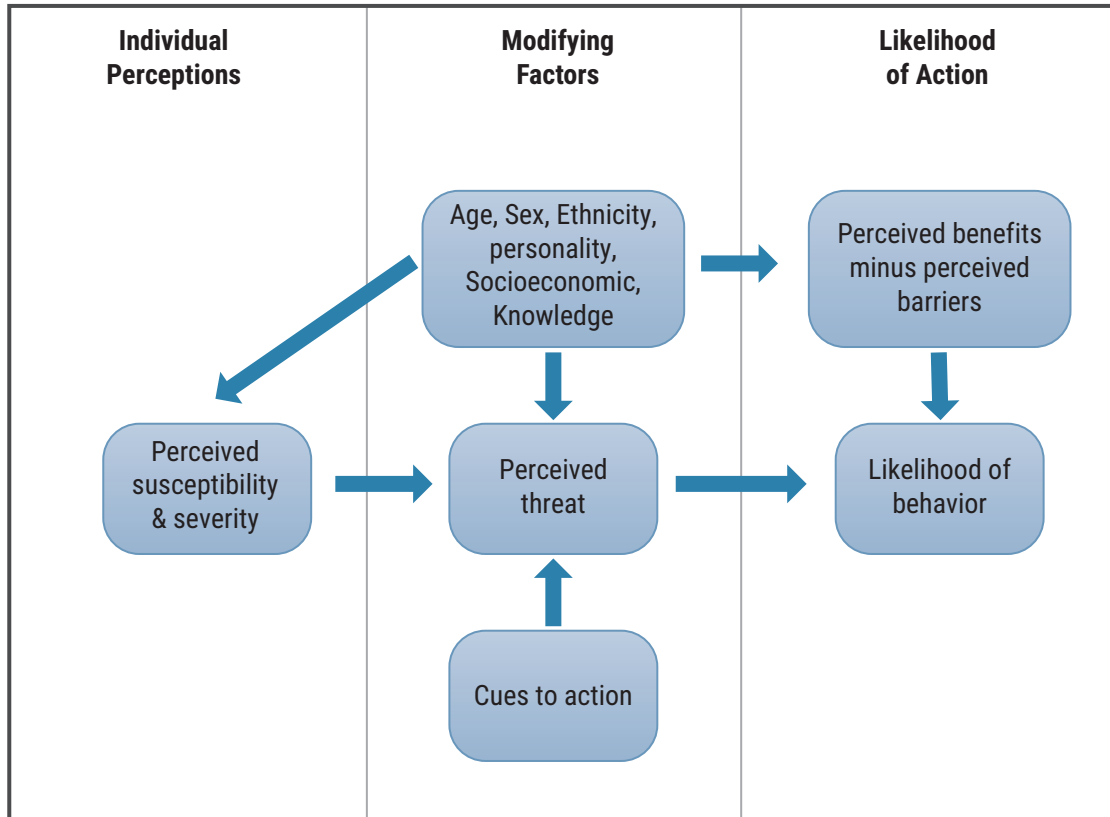 Individual
Perceptions
Modifying
Factors
Likelihood
of Action
Age, Sex, Ethnicity,
personality,
Socioeconomic,
Knowledge
Perceived benefits
minus perceived
barriers
Perceived
susceptibility
& severity
Perceived
threat
Likelihood of
behavior
Cues to action